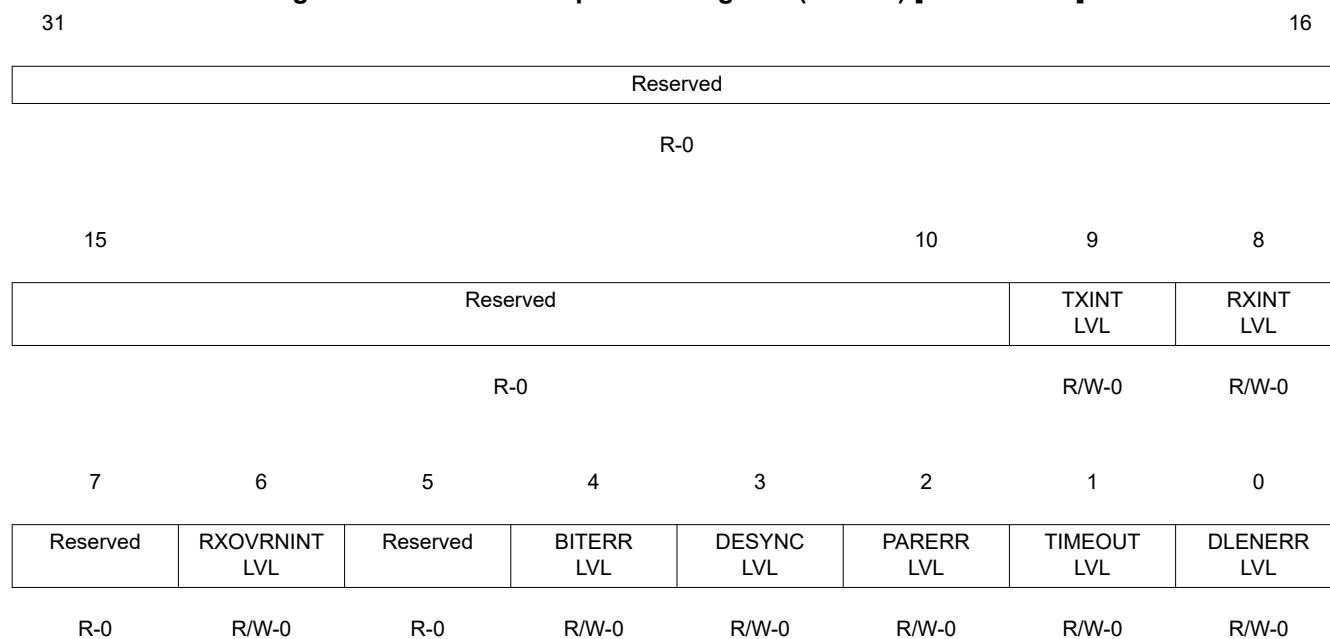 31 16
Reserved
R-0
15 10 9 8
Reserved TXINT LVL RXINT LVL
R-0 R/W-0 R/W-0
7 6 5 4 3 2 1 0
Reserved RXOVRNINT LVL Reserved BITERR LVL DESYNC LVL PARERR LVL TIMEOUT LVL DLENERR LVL
R-0 R/W-0 R-0 R/W-0 R/W-0 R/W-0 R/W-0 R/W-0